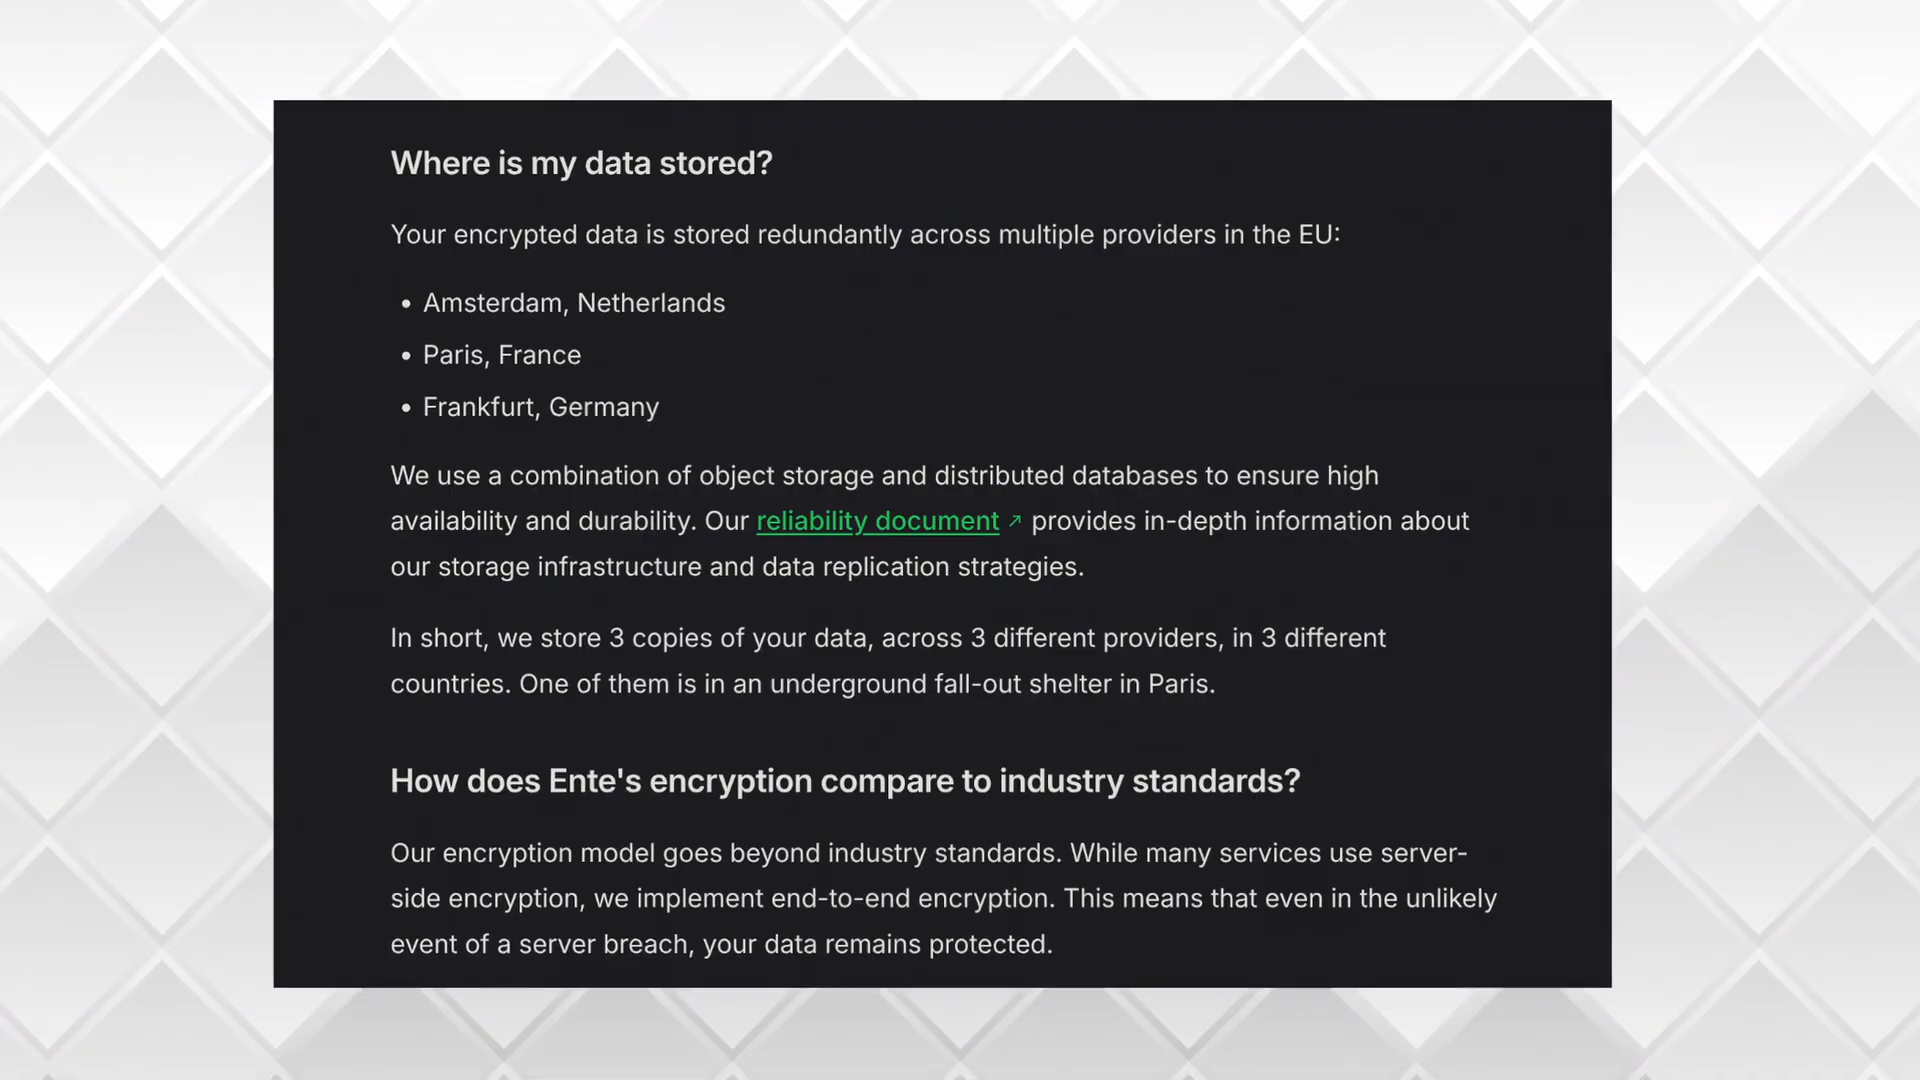 Where is my data stored?
Your encrypted data is stored redundantly across multiple providers in the EU:
• Amsterdam, Netherlands
• Paris, France
• Frankfurt, Germany
We use a combination of object storage and distributed databases to ensure high
availability and durability. Our reliability document ↗ provides in-depth information about
our storage infrastructure and data replication strategies.
In short, we store 3 copies of your data, across 3 different providers, in 3 different
countries. One of them is in an underground fall-out shelter in Paris.
How does Ente's encryption compare to industry standards?
Our encryption model goes beyond industry standards. While many services use server-
side encryption, we implement end-to-end encryption. This means that even in the unlikely
event of a server breach, your data remains protected.